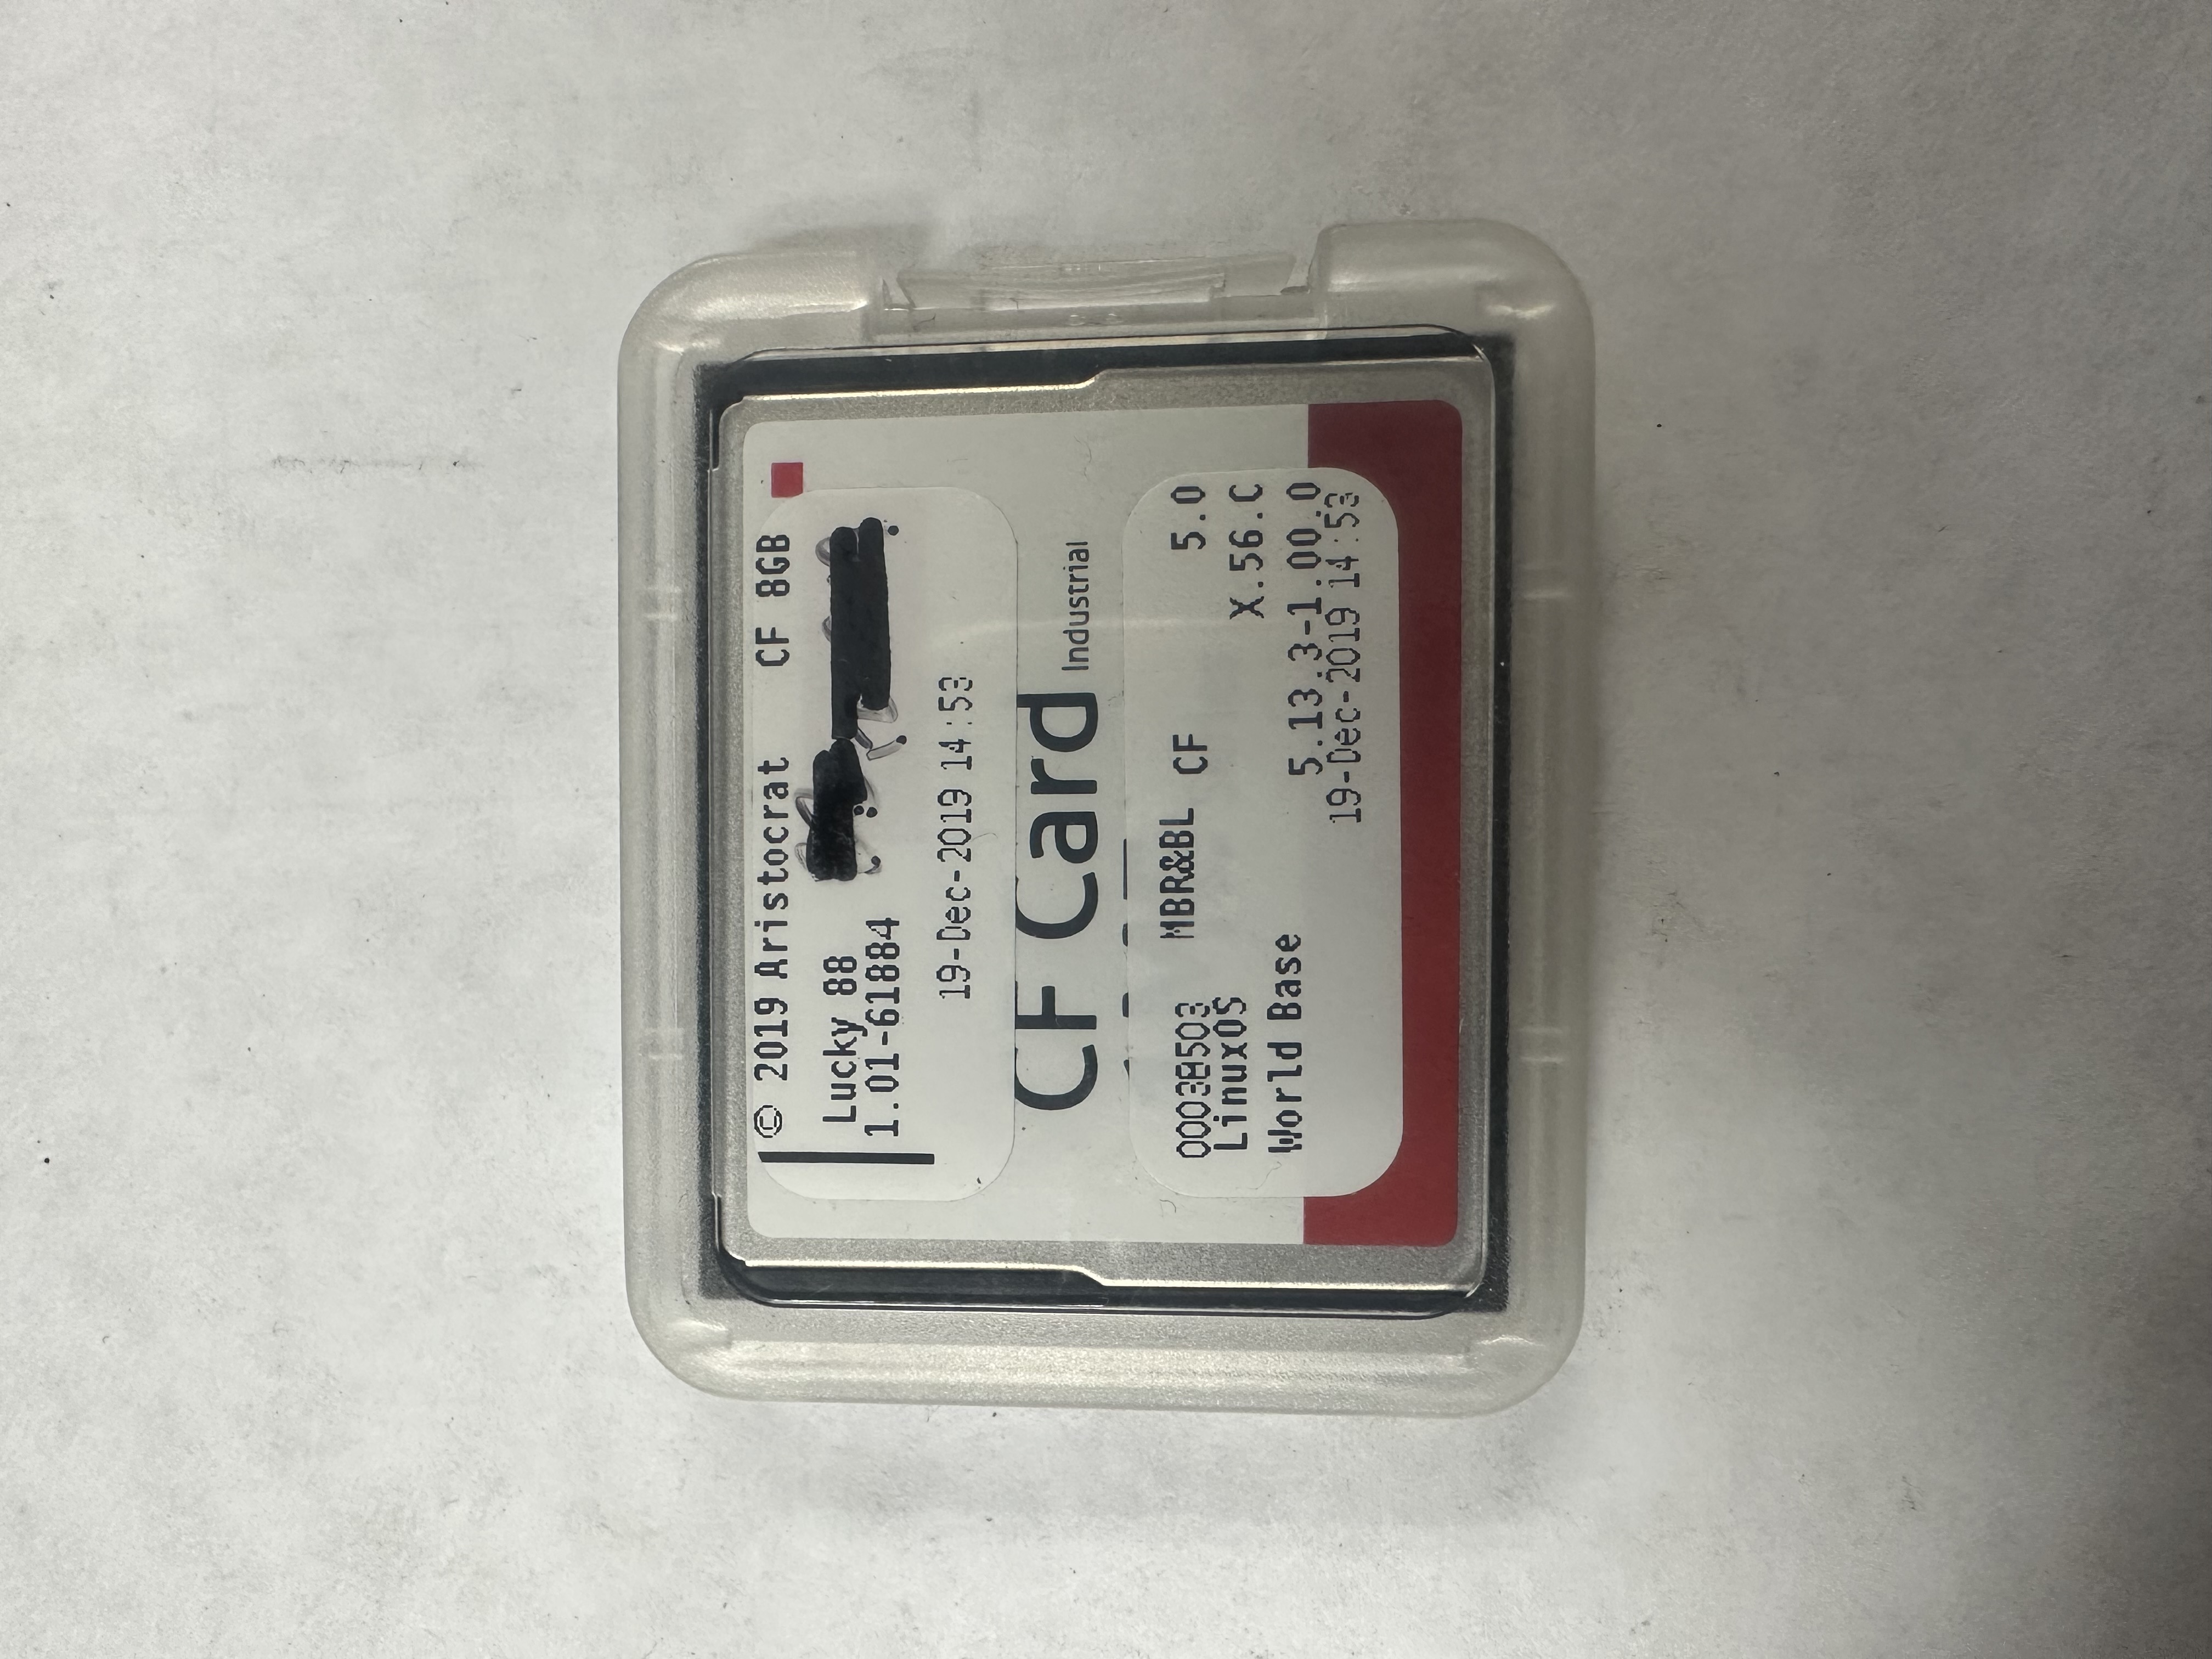 © 2019 Aristocrat CF 8GB
Lucky 88
1.01-61884
19-Dec-2019 14:53
CF Card Industrial
0003B503 MBR&BL CF 5.0
LinuxOS X.56.C
World Base 5.13.3-1.00.0
19-Dec-2019 14:53